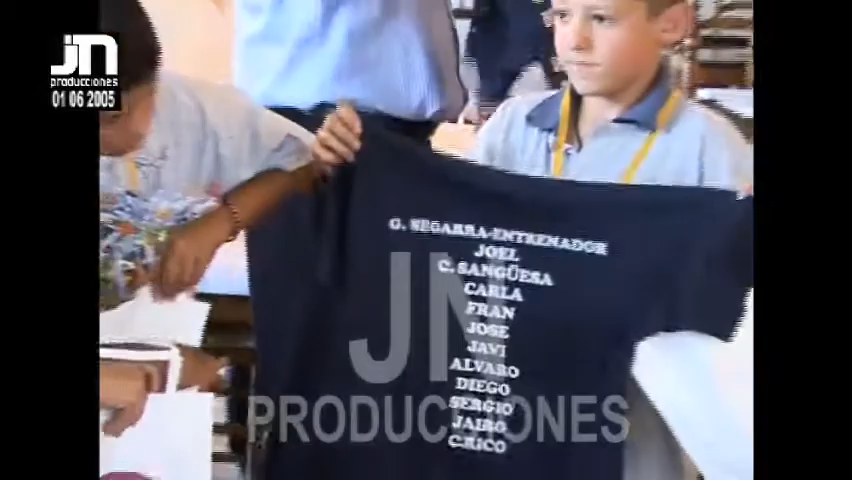 JN
producciones
01 06 2005
G. SEGARRA-ENTRENADOR
JOEL
C. SANGÜESA
CARLA
FRAN
JOSE
JAVI
ALVARO
DIEGO
SERGIO
JAIRO
C.RICO
JN
PRODUCCIONES